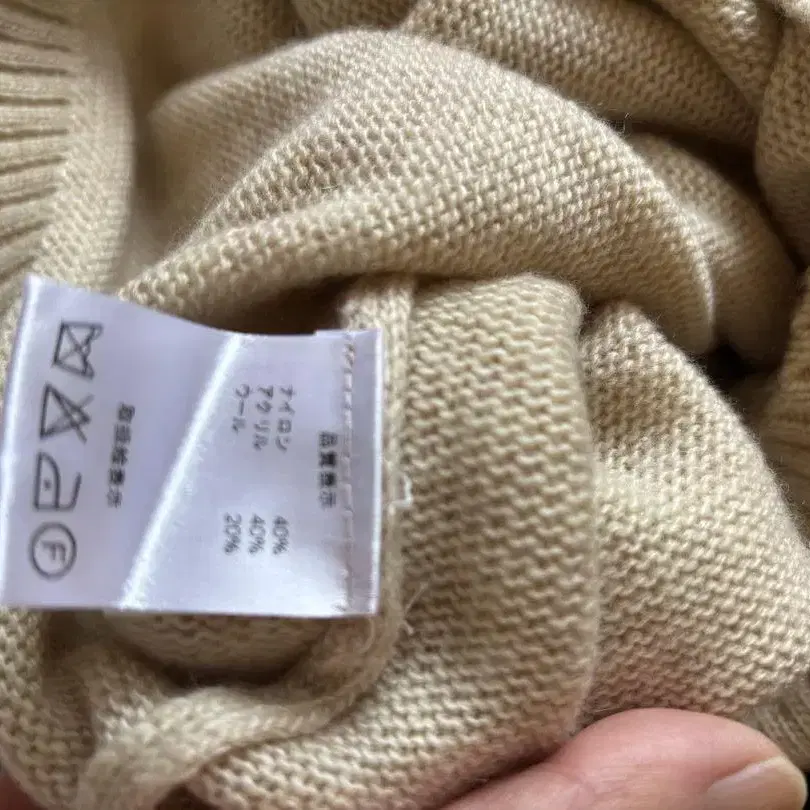 品質表示
ナイロン 40%
アクリル 40%
ウール 20%
取扱絵表示
F